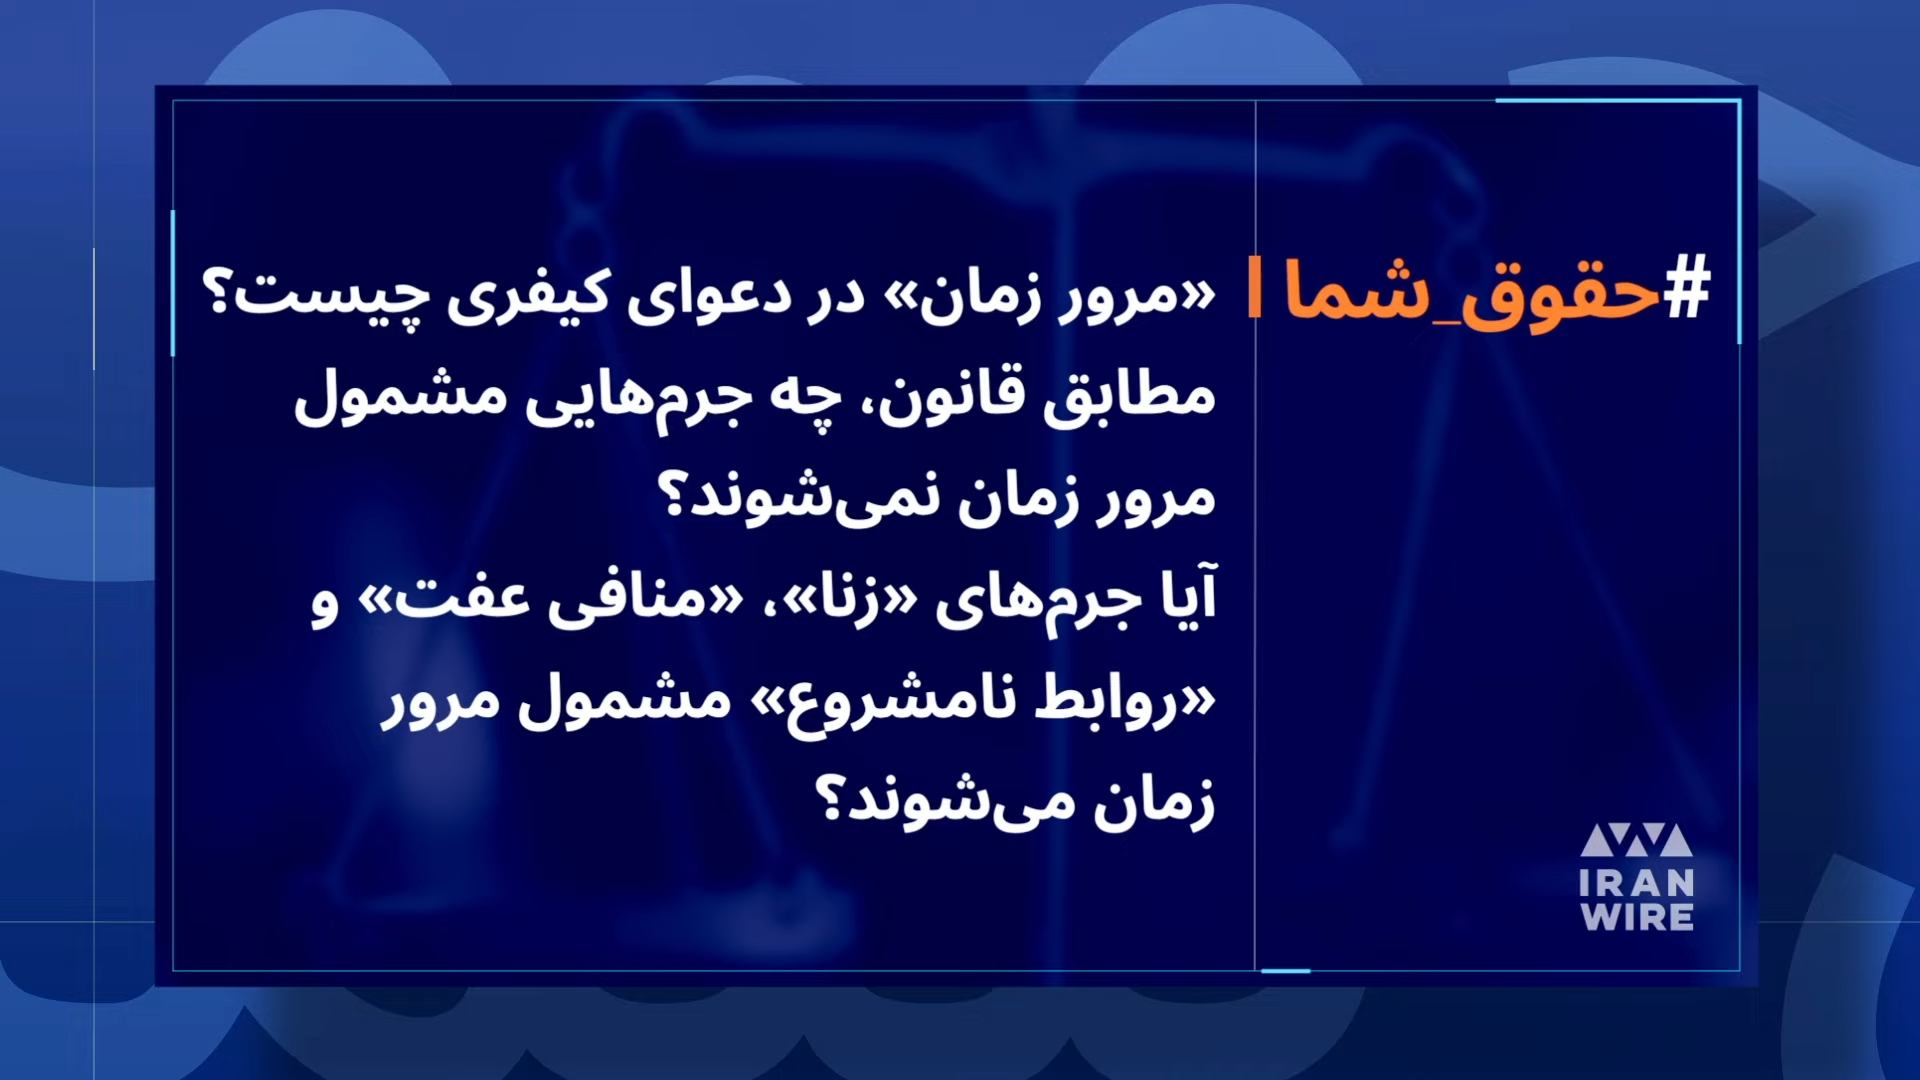 #حقوق_شما
«مرور زمان» در دعوای کیفری چیست؟
مطابق قانون، چه جرم‌هایی مشمول
مرور زمان نمی‌شوند؟
آیا جرم‌های «زنا»، «منافی عفت» و
«روابط نامشروع» مشمول مرور
زمان می‌شوند؟
IRAN
WIRE